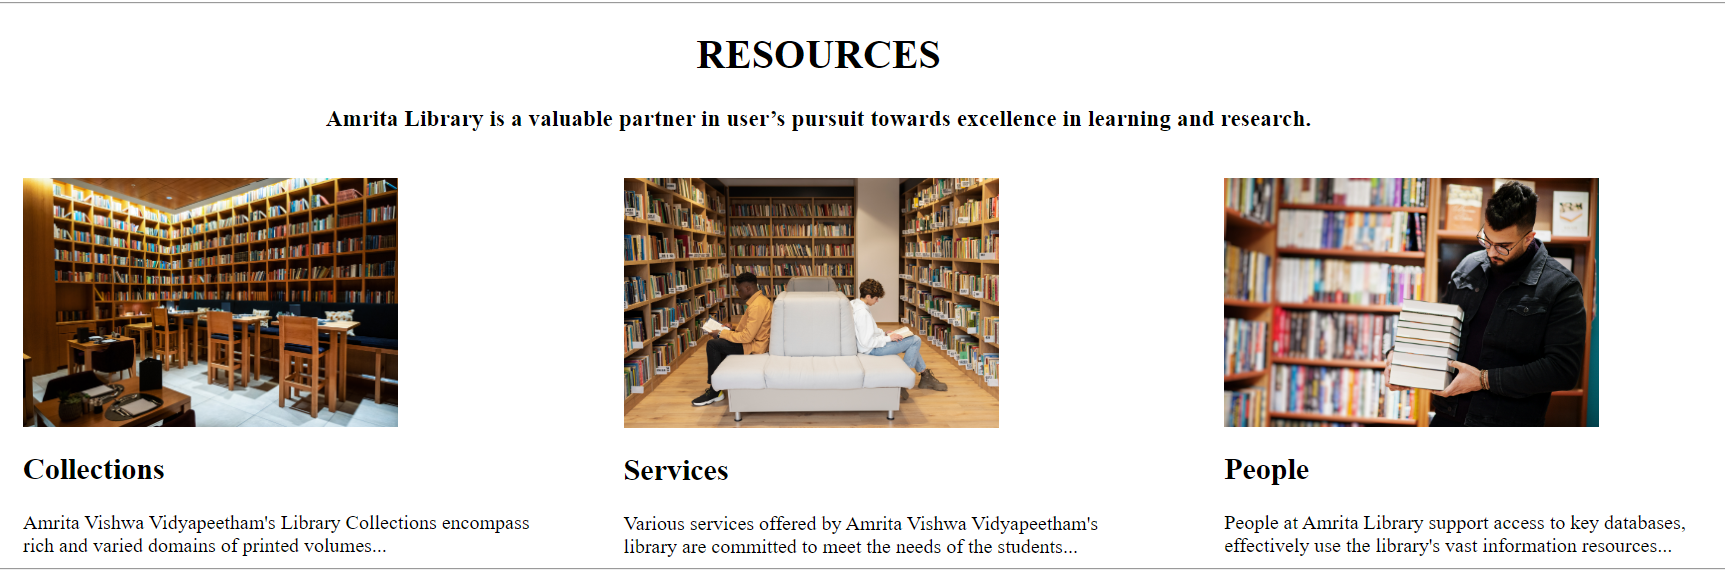 RESOURCES
Amrita Library is a valuable partner in user’s pursuit towards excellence in learning and research.
Collections
Amrita Vishwa Vidyapeetham's Library Collections encompass
rich and varied domains of printed volumes...
Services
Various services offered by Amrita Vishwa Vidyapeetham's
library are committed to meet the needs of the students...
People
People at Amrita Library support access to key databases,
effectively use the library's vast information resources...